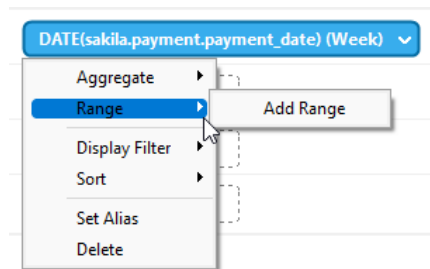 DATE(sakila.payment.payment_date) (Week)
Aggregate
Range
Add Range
Display Filter
Sort
Set Alias
Delete